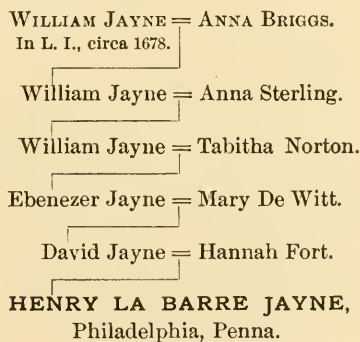 WILLIAM JAYNE = ANNA BRIGGS.
In L. I., circa 1678.
William Jayne = Anna Sterling.
William Jayne = Tabitha Norton.
Ebenezer Jayne = Mary De Witt.
David Jayne = Hannah Fort.
HENRY LA BARRE JAYNE,
Philadelphia, Penna.